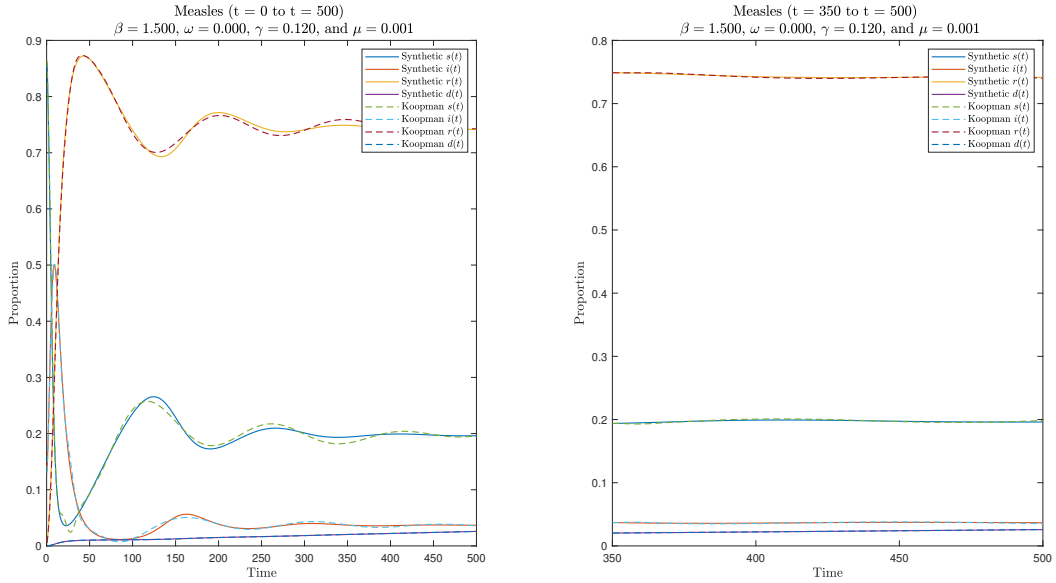 Measles (t = 0 to t = 500)
β = 1.500, ω = 0.000, γ = 0.120, and μ = 0.001
0.9
0.8
0.7
0.6
0.5
0.4
0.3
0.2
0.1
0
Proportion
0 50 100 150 200 250 300 350 400 450 500
Time
Synthetic s(t)
Synthetic i(t)
Synthetic r(t)
Synthetic d(t)
Koopman s(t)
Koopman i(t)
Koopman r(t)
Koopman d(t)
Measles (t = 350 to t = 500)
β = 1.500, ω = 0.000, γ = 0.120, and μ = 0.001
0.8
0.7
0.6
0.5
0.4
0.3
0.2
0.1
0
Proportion
350 400 450 500
Time
Synthetic s(t)
Synthetic i(t)
Synthetic r(t)
Synthetic d(t)
Koopman s(t)
Koopman i(t)
Koopman r(t)
Koopman d(t)